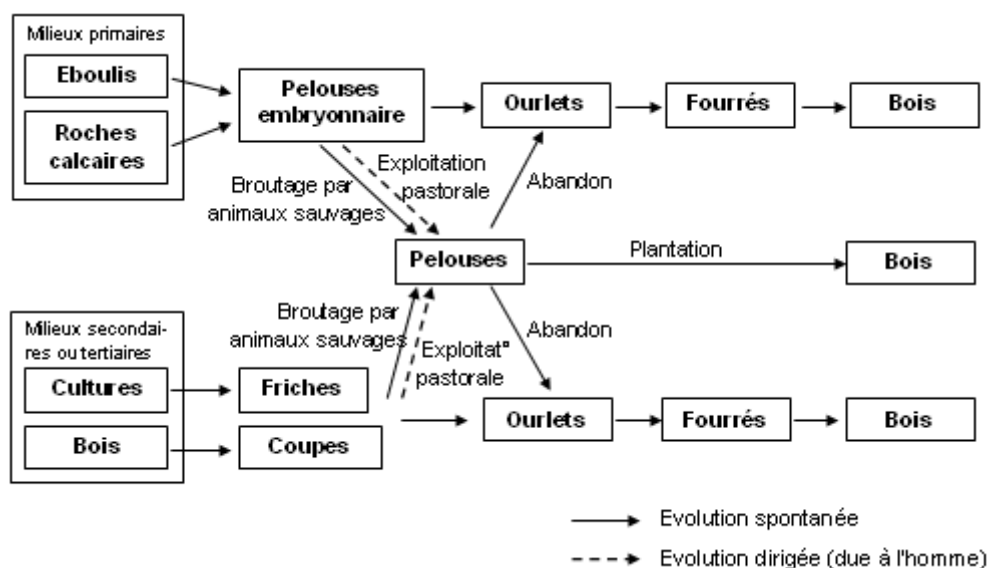 Milieux primaires
Eboulis
Roches
calcaires
Pelouses
embryonnaire
Ourlets
Fourrés
Bois
Exploitation
pastorale
Broutage par
animaux sauvages
Abandon
Pelouses
Plantation
Bois
Milieux secondai-
res ou tertiaires
Cultures
Bois
Friches
Coupes
Broutage par
animaux sauvages
Exploitat°
pastorale
Abandon
Ourlets
Fourrés
Bois
Evolution spontanée
Evolution dirigée (due à l'homme)